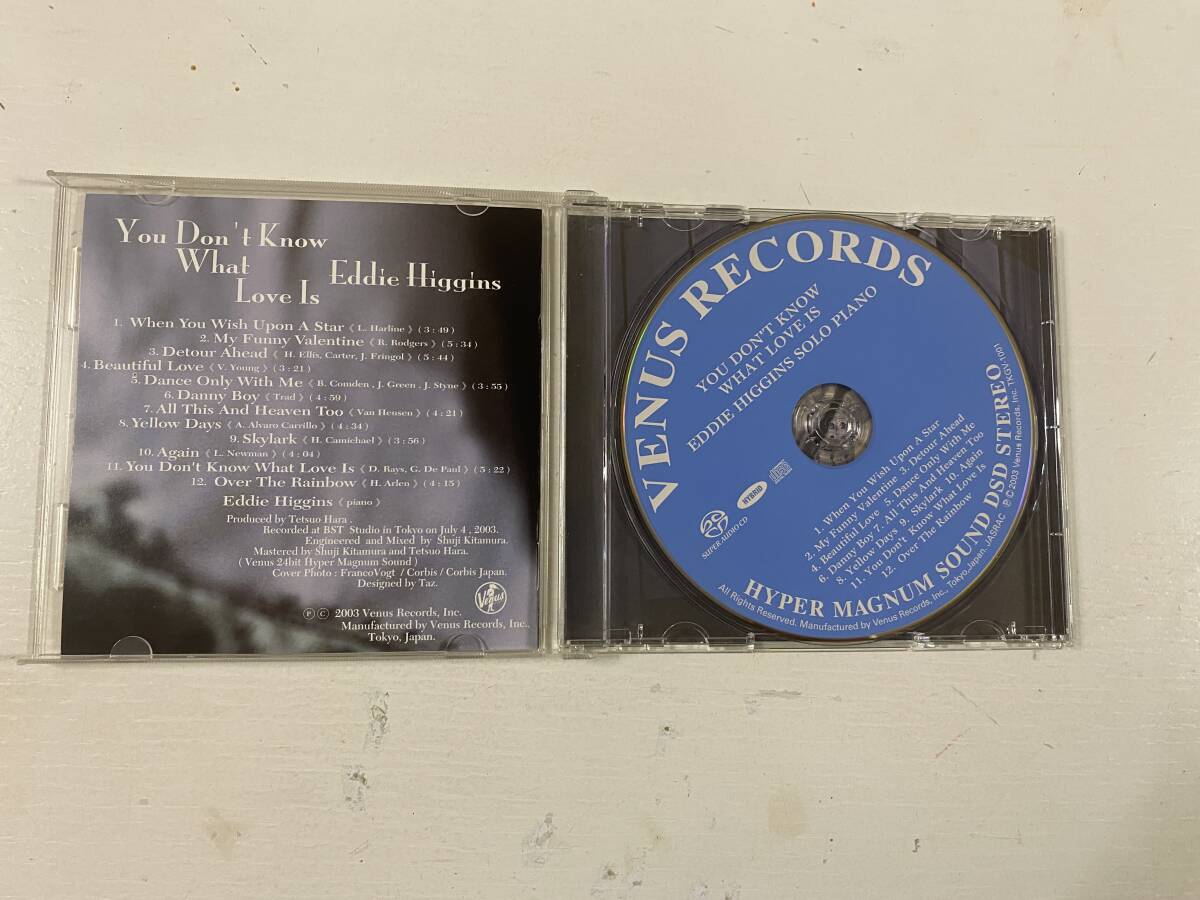 You Don't Know
What
Love Is
Eddie Higgins
1. When You Wish Upon A Star《 L. Harline 》( 3 : 49 )
2. My Funny Valentine《 R. Rodgers 》( 5 : 34 )
3. Detour Ahead《 H. Ellis, Carter, J. Fringol 》( 5 : 44 )
4. Beautiful Love《 V. Young 》( 3 : 21 )
5. Dance Only With Me《 B. Comden , J. Green , J. Styne 》( 3 : 55 )
6. Danny Boy《 Trad 》( 4 : 59 )
7. All This And Heaven Too《 Van Heusen 》( 4 : 21 )
8. Yellow Days《 A. Alvaro Carrillo 》( 4 : 34 )
9. Skylark《 H. Camichael 》( 3 : 56 )
10. Again《 L. Newman 》( 4 : 04 )
11. You Don't Know What Love Is《 D. Rays, G. De Paul 》( 5 : 22 )
12. Over The Rainbow《 H. Arlen 》( 4 : 15 )
Eddie Higgins《 piano 》
Produced by Tetsuo Hara .
Recorded at BST Studio in Tokyo on July 4 , 2003.
Engineered and Mixed by Shuji Kitamura.
Mastered by Shuji Kitamura and Tetsuo Hara.
( Venus 24bit Hyper Magnum Sound )
Cover Photo : FrancoVogt / Corbis / Corbis Japan.
Designed by Taz.
Venus
Ⓟ Ⓒ 2003 Venus Records, Inc.
Manufactured by Venus Records, Inc.,
Tokyo, Japan.
VENUS RECORDS
YOU DON'T KNOW
WHAT LOVE IS
EDDIE HIGGINS SOLO PIANO
SUPER AUDIO CD
HYBRID
1. When You Wish Upon A Star
2. My Funny Valentine 3. Detour Ahead
4. Beautiful Love 5. Dance Only With Me
6. Danny Boy 7. All This And Heaven Too
8. Yellow Days 9. Skylark 10. Again
11. You Don't Know What Love Is
12. Over The Rainbow
HYPER MAGNUM SOUND DSD STEREO
All Rights Reserved. Manufactured by Venus Records, Inc., Tokyo,Japan. JASRAC Ⓟ Ⓒ 2003 Venus Records, Inc. TKGV-1001